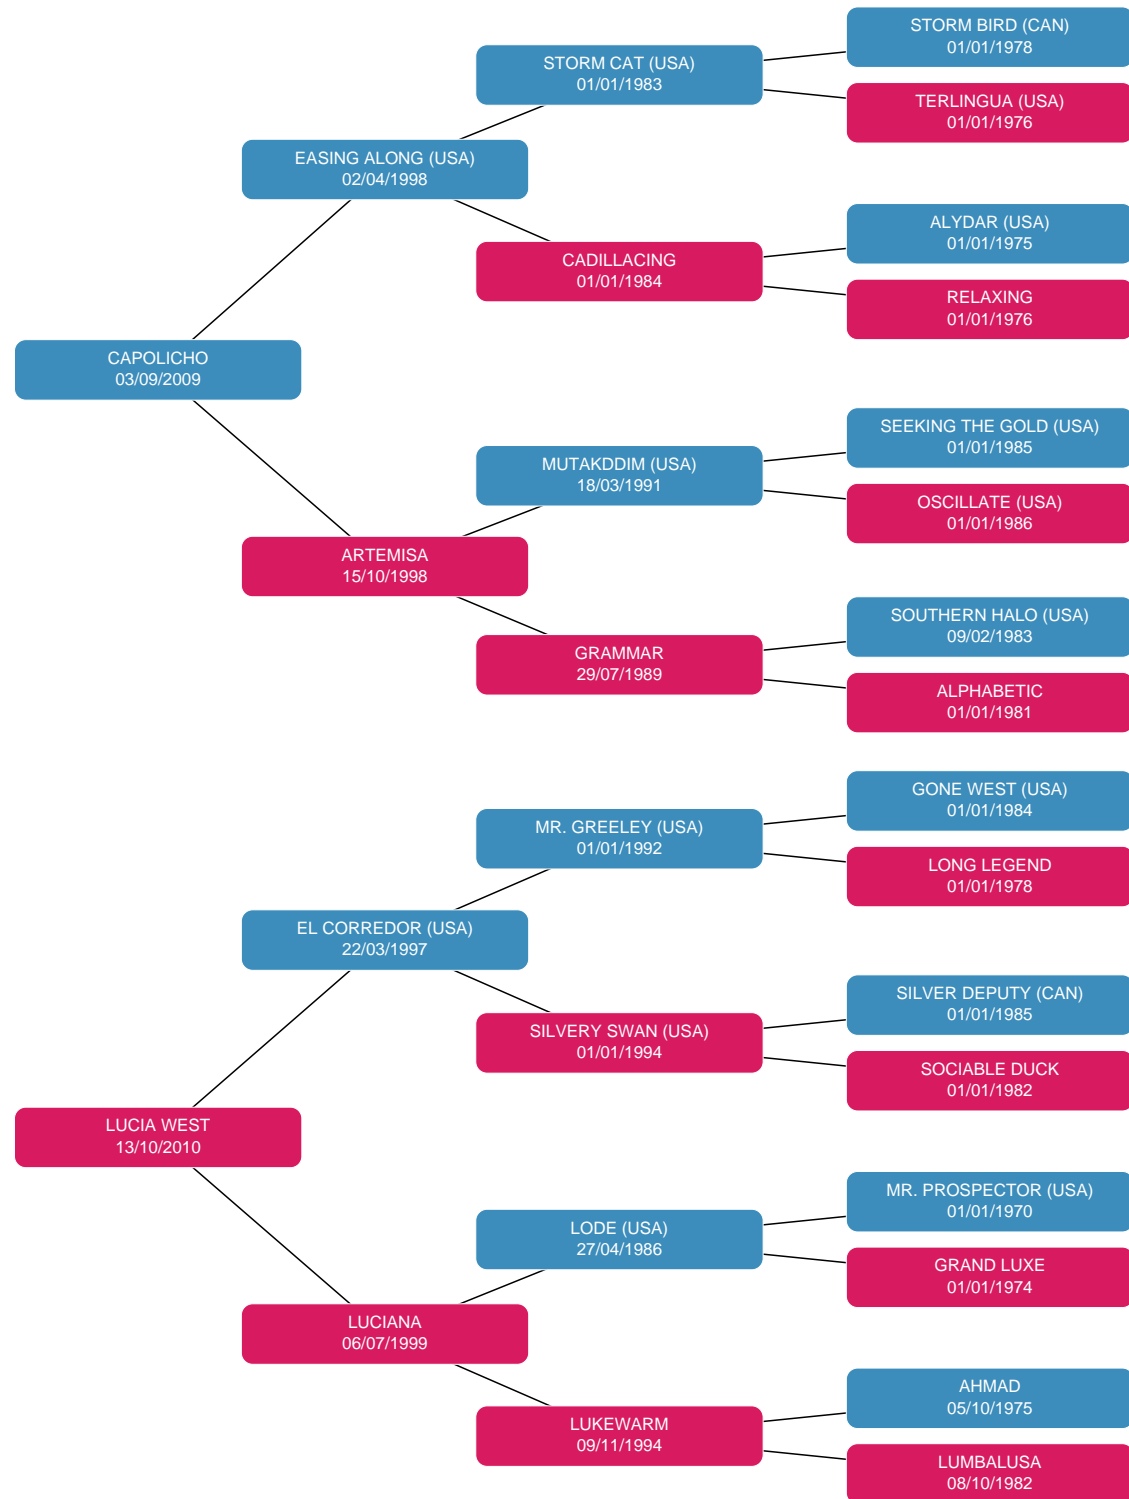 STORM BIRD (CAN)
01/01/1978
STORM CAT (USA)
01/01/1983
TERLINGUA (USA)
01/01/1976
EASING ALONG (USA)
02/04/1998
ALYDAR (USA)
01/01/1975
CADILLACING
01/01/1984
RELAXING
01/01/1976
CAPOLICHO
03/09/2009
SEEKING THE GOLD (USA)
01/01/1985
MUTAKDDIM (USA)
18/03/1991
OSCILLATE (USA)
01/01/1986
ARTEMISA
15/10/1998
SOUTHERN HALO (USA)
09/02/1983
GRAMMAR
29/07/1989
ALPHABETIC
01/01/1981
GONE WEST (USA)
01/01/1984
MR. GREELEY (USA)
01/01/1992
LONG LEGEND
01/01/1978
EL CORREDOR (USA)
22/03/1997
SILVER DEPUTY (CAN)
01/01/1985
SILVERY SWAN (USA)
01/01/1994
SOCIABLE DUCK
01/01/1982
LUCIA WEST
13/10/2010
MR. PROSPECTOR (USA)
01/01/1970
LODE (USA)
27/04/1986
GRAND LUXE
01/01/1974
LUCIANA
06/07/1999
AHMAD
05/10/1975
LUKEWARM
09/11/1994
LUMBALUSA
08/10/1982